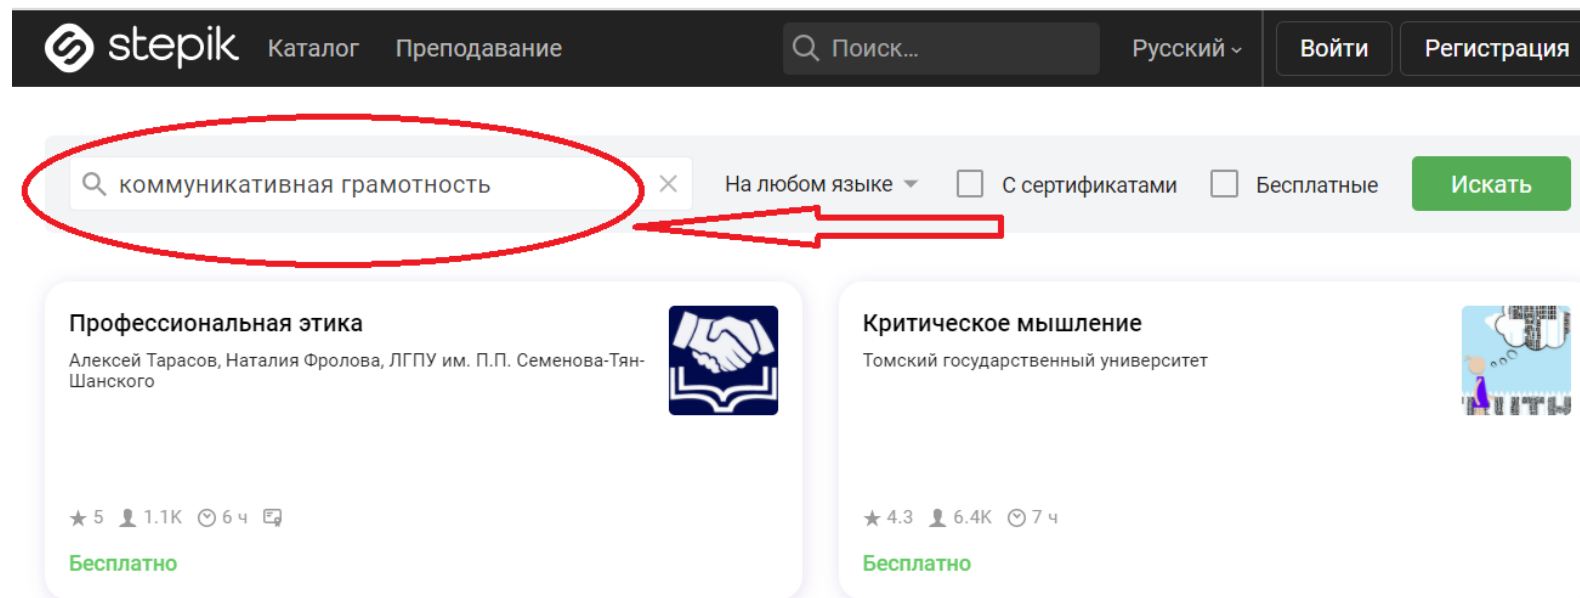 stepik Каталог Преподавание Поиск... Русский Войти Регистрация
коммуникативная грамотность На любом языке С сертификатами Бесплатные Искать
Профессиональная этика
Алексей Тарасов, Наталия Фролова, ЛГПУ им. П.П. Семенова-Тян-
Шанского
5 1.1K 6 ч
Бесплатно
Критическое мышление
Томский государственный университет
4.3 6.4K 7 ч
Бесплатно